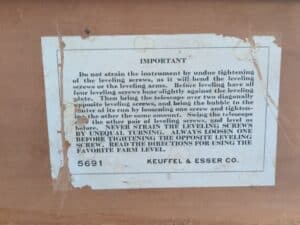 IMPORTANT
Do not strain the instrument by undue tightening
of the leveling screws, as it will bend the leveling
screws or the leveling arms. Before leveling have all
four leveling screws bear slightly against the leveling
plate. Then bring the telescope over two diagonally
opposite leveling screws, and bring the bubble to the
center of its run by loosening one screw and tighten-
the other the same amount. Swing the telescope
the other pair of leveling screws, and level as
before. NEVER STRAIN THE LEVELING SCREWS
BY UNEQUAL TURNING. ALWAYS LOOSEN ONE
BEFORE TIGHTENING THE OPPOSITE LEVELING
SCREW. READ THE DIRECTIONS FOR USING THE
FAVORITE FARM LEVEL.
5691 KEUFFEL & ESSER CO.